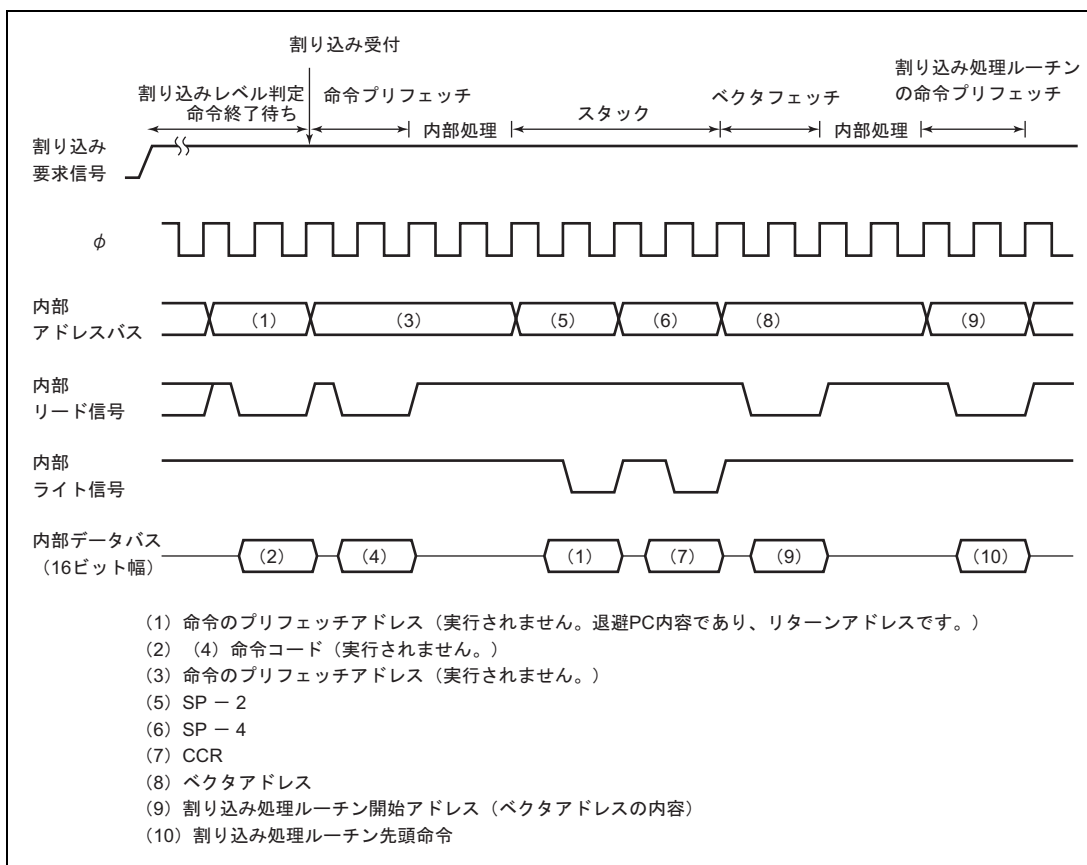 割り込み受付
割り込みレベル判定
命令終了待ち
命令プリフェッチ
内部処理
スタック
ベクタフェッチ
内部処理
割り込み処理ルーチン
の命令プリフェッチ
割り込み
要求信号
φ
内部
アドレスバス
(1)
(3)
(5)
(6)
(8)
(9)
内部
リード信号
内部
ライト信号
内部データバス
(16ビット幅)
(2)
(4)
(1)
(7)
(9)
(10)
(1) 命令のプリフェッチアドレス(実行されません。退避PC内容であり、リターンアドレスです。)
(2) (4) 命令コード(実行されません。)
(3) 命令のプリフェッチアドレス(実行されません。)
(5) SP − 2
(6) SP − 4
(7) CCR
(8) ベクタアドレス
(9) 割り込み処理ルーチン開始アドレス(ベクタアドレスの内容)
(10) 割り込み処理ルーチン先頭命令